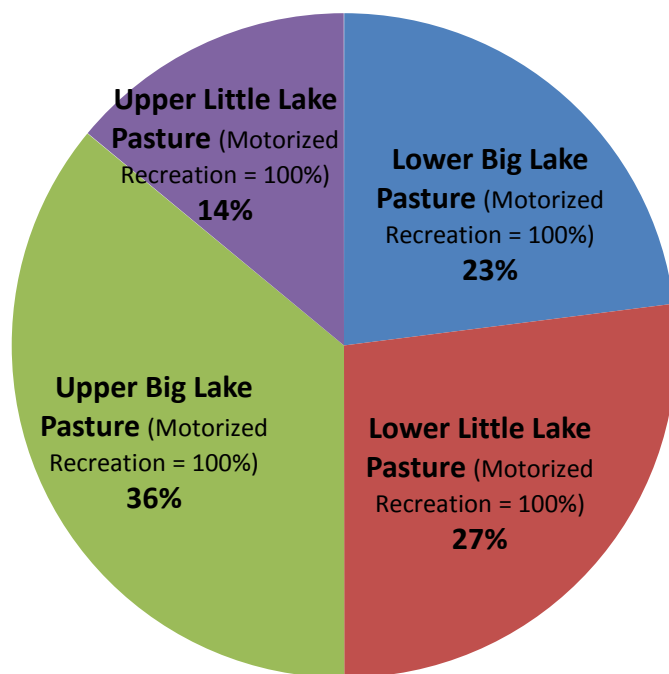 Upper Little Lake
Pasture (Motorized
Recreation = 100%)
14%
Lower Big Lake
Pasture (Motorized
Recreation = 100%)
23%
Upper Big Lake
Pasture (Motorized
Recreation = 100%)
36%
Lower Little Lake
Pasture (Motorized
Recreation = 100%)
27%